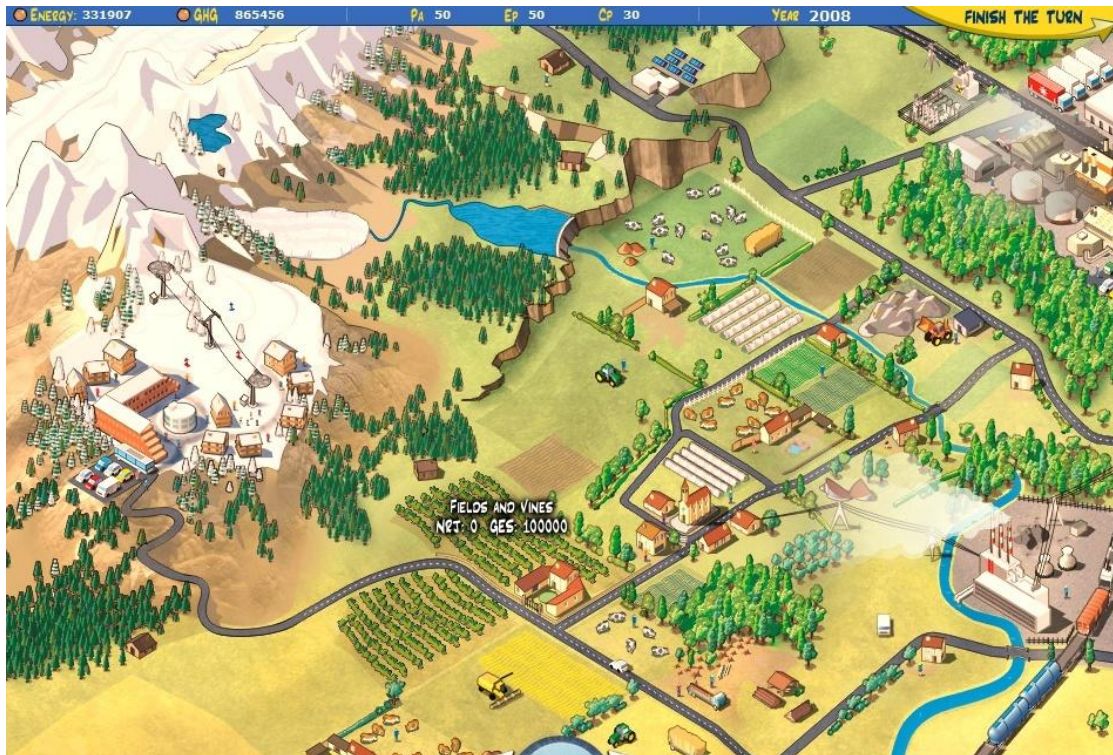 ENERGY: 331907 GHG 865456 PA 50 EP 50 CP 30 YEAR 2008 FINISH THE TURN
FIELDS AND VINES
NRT: 0 GES: 100000